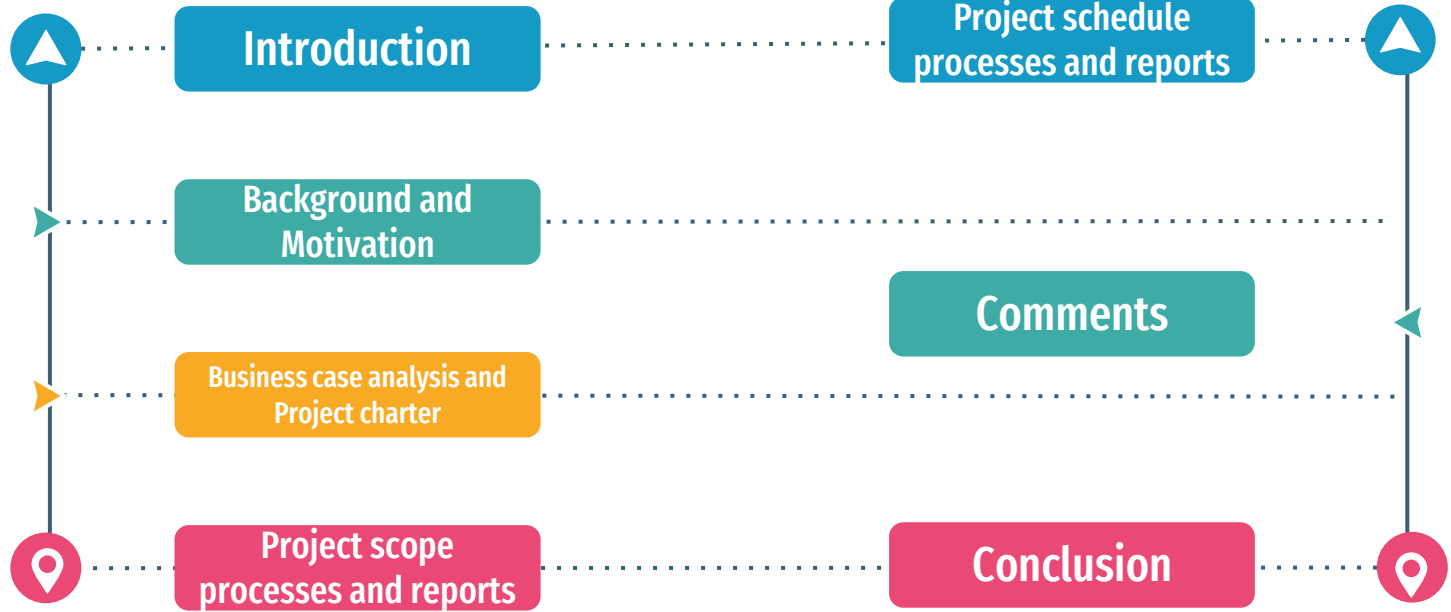 Introduction
Background and
Motivation
Business case analysis and
Project charter
Project scope
processes and reports
Project schedule
processes and reports
Comments
Conclusion